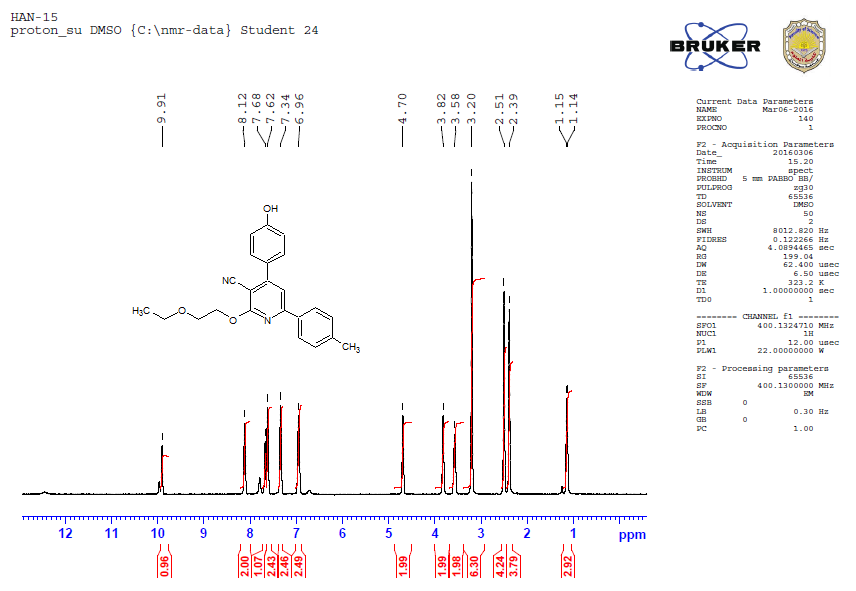 HAN-15
proton_su DMSO {C:\nmr-data} Student 24
BRUKER
9.91
8.12
7.68
7.62
7.34
6.96
4.70
3.82
3.58
3.20
2.51
2.39
1.15
1.14
Current Data Parameters
NAME Mar06-2016
EXPNO 140
PROCNO 1
F2 - Acquisition Parameters
Date_ 20160306
Time 15.20
INSTRUM spect
PROBHD 5 mm PABBO BB/
PULPROG zg30
TD 65536
SOLVENT DMSO
NS 50
DS 2
SWH 8012.820 Hz
FIDRES 0.122266 Hz
AQ 4.0894465 sec
RG 199.04
DW 62.400 usec
DE 6.50 usec
TE 323.2 K
D1 1.00000000 sec
TD0 1
======== CHANNEL f1 ========
SFO1 400.1324710 MHz
NUC1 1H
P1 12.00 usec
PLW1 22.00000000 W
F2 - Processing parameters
SI 65536
SF 400.1300000 MHz
WDW EM
SSB 0
LB 0.30 Hz
GB 0
PC 1.00
OH
NC
H₃C
O
O
N
CH₃
12 11 10 9 8 7 6 5 4 3 2 1 ppm
0.96
2.00
1.07
2.43
2.46
2.49
1.99
1.99
1.98
6.30
4.24
3.79
2.92